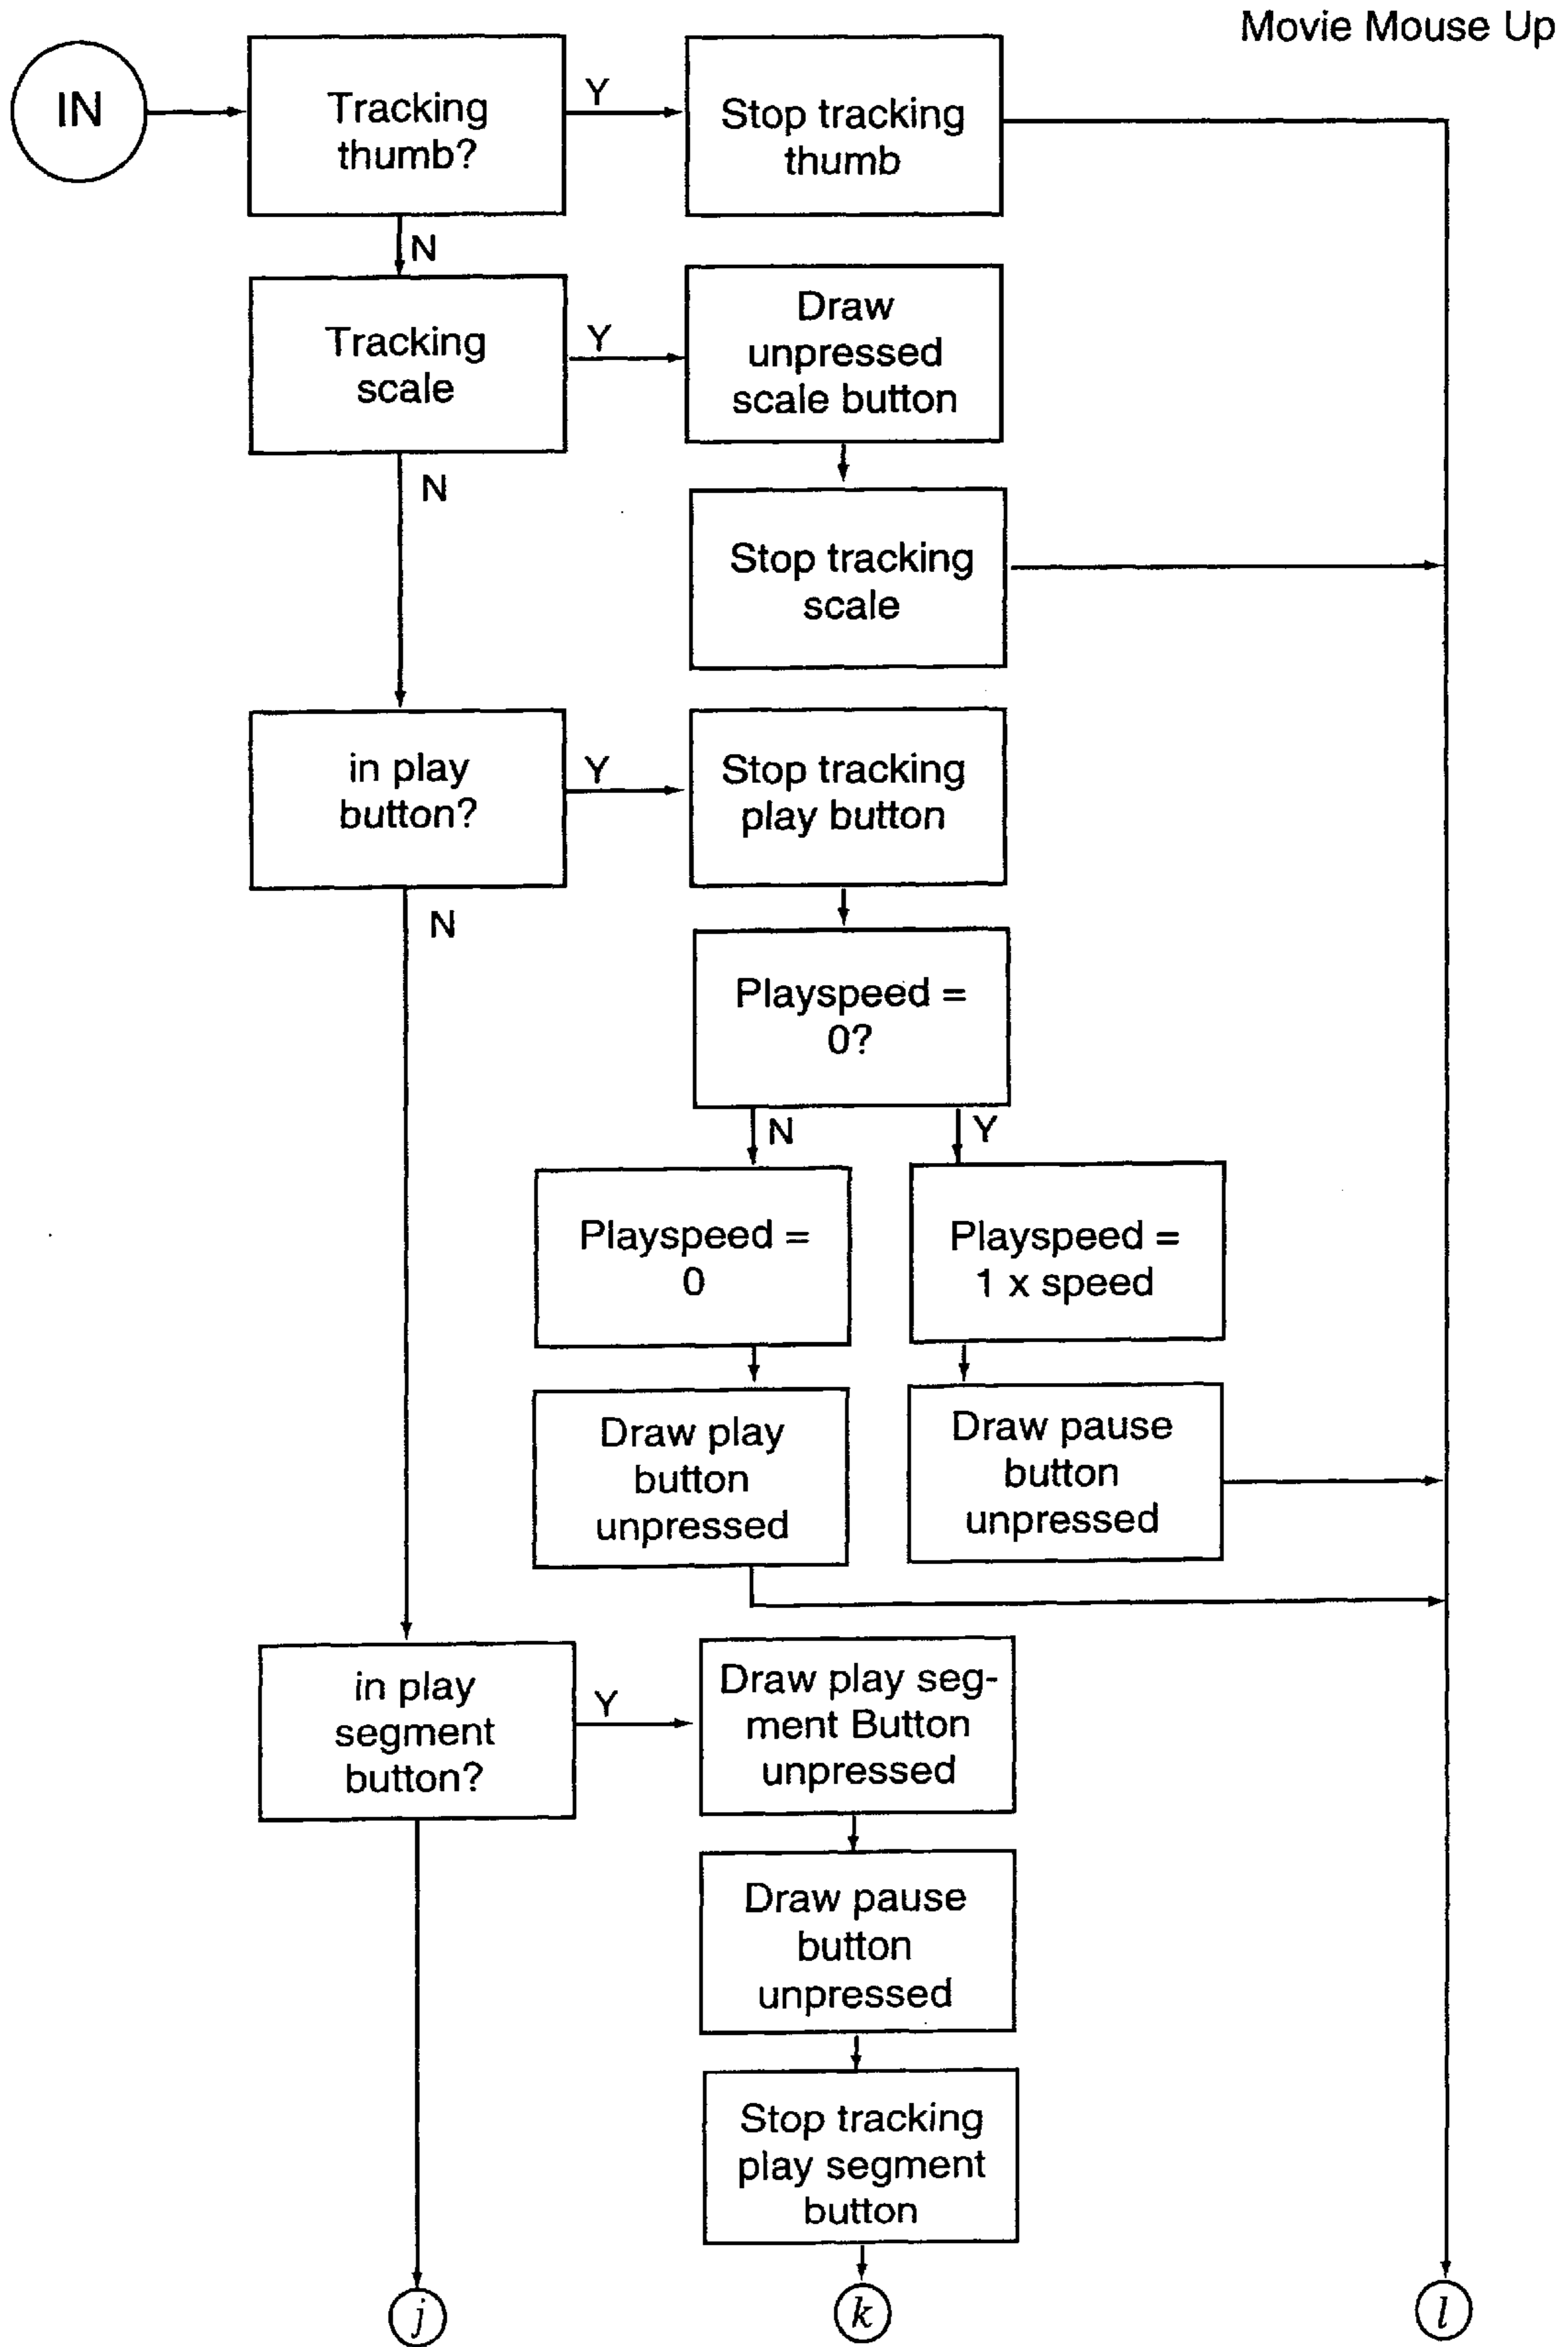 Movie Mouse Up
IN
Tracking
thumb?
Y
Stop tracking
thumb
N
Tracking
scale
Y
Draw
unpressed
scale button
N
Stop tracking
scale
in play
button?
Y
Stop tracking
play button
N
Playspeed =
0?
N
Y
Playspeed =
0
Playspeed =
1 x speed
Draw play
button
unpressed
Draw pause
button
unpressed
in play
segment
button?
Y
Draw play seg-
ment Button
unpressed
Draw pause
button
unpressed
Stop tracking
play segment
button
j
k
l